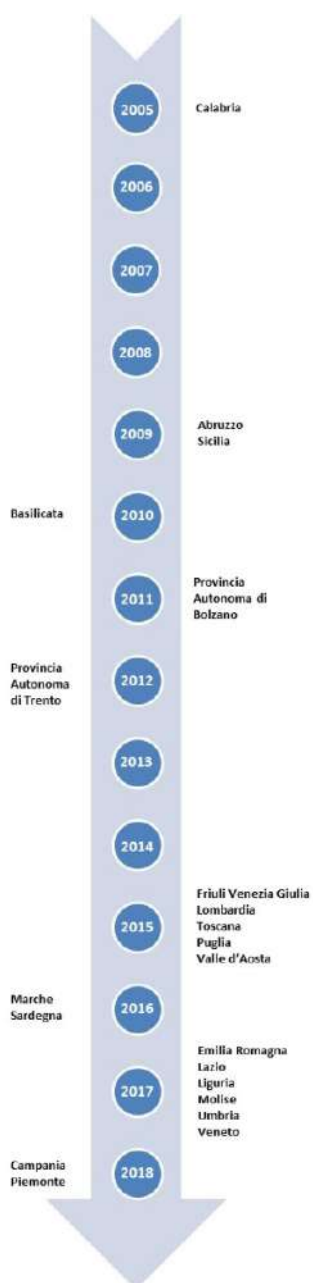 2005
Calabria
2006
2007
2008
2009
Abruzzo
Sicilia
Basilicata
2010
2011
Provincia
Autonoma di
Bolzano
Provincia
Autonoma
di Trento
2012
2013
2014
2015
Friuli Venezia Giulia
Lombardia
Toscana
Puglia
Valle d'Aosta
Marche
Sardegna
2016
2017
Emilia Romagna
Lazio
Liguria
Molise
Umbria
Veneto
Campania
Piemonte
2018